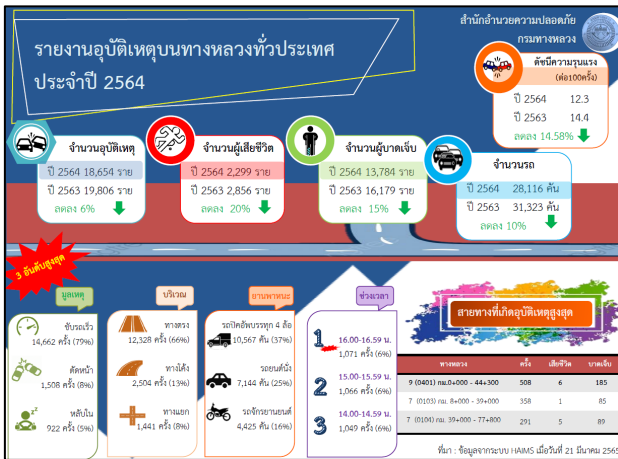 สำนักอำนวยความปลอดภัย
กรมทางหลวง
รายงานอุบัติเหตุบนทางหลวงทั่วประเทศ
ประจำปี 2564
ดัชนีความรุนแรง
(ต่อ100ครั้ง)
ปี 2564 12.3
ปี 2563 14.4
ลดลง 14.58%
จำนวนอุบัติเหตุ
ปี 2564 18,654 ราย
ปี 2563 19,806 ราย
ลดลง 6%
จำนวนผู้เสียชีวิต
ปี 2564 2,299 ราย
ปี 2563 2,856 ราย
ลดลง 20%
จำนวนผู้บาดเจ็บ
ปี 2564 13,784 ราย
ปี 2563 16,179 ราย
ลดลง 15%
จำนวนรถ
ปี 2564 28,116 คัน
ปี 2563 31,323 คัน
ลดลง 10%
3 อันดับสูงสุด
มูลเหตุ
ขับรถเร็ว
14,662 ครั้ง (79%)
ตัดหน้า
1,508 ครั้ง (8%)
หลับใน
922 ครั้ง (5%)
บริเวณ
ทางตรง
12,328 ครั้ง (66%)
ทางโค้ง
2,504 ครั้ง (13%)
ทางแยก
1,441 ครั้ง (8%)
ยานพาหนะ
รถปิคอัพบรรทุก 4 ล้อ
10,567 คัน (37%)
รถยนต์นั่ง
7,144 คัน (25%)
รถจักรยานยนต์
4,425 คัน (16%)
ช่วงเวลา
1 16.00-16.59 น.
1,071 ครั้ง (6%)
2 15.00-15.59 น.
1,066 ครั้ง (6%)
3 14.00-14.59 น.
1,049 ครั้ง (6%)
สายทางที่เกิดอุบัติเหตุสูงสุด
ทางหลวง ครั้ง เสียชีวิต บาดเจ็บ
9 (0401) กม.0+000 - 44+300 508 6 185
7 (0103) กม. 8+000 - 39+000 358 1 85
7 (0104) กม. 39+000 - 77+800 291 5 89
ที่มา : ข้อมูลจากระบบ HAIMS เมื่อวันที่ 21 มีนาคม 2565